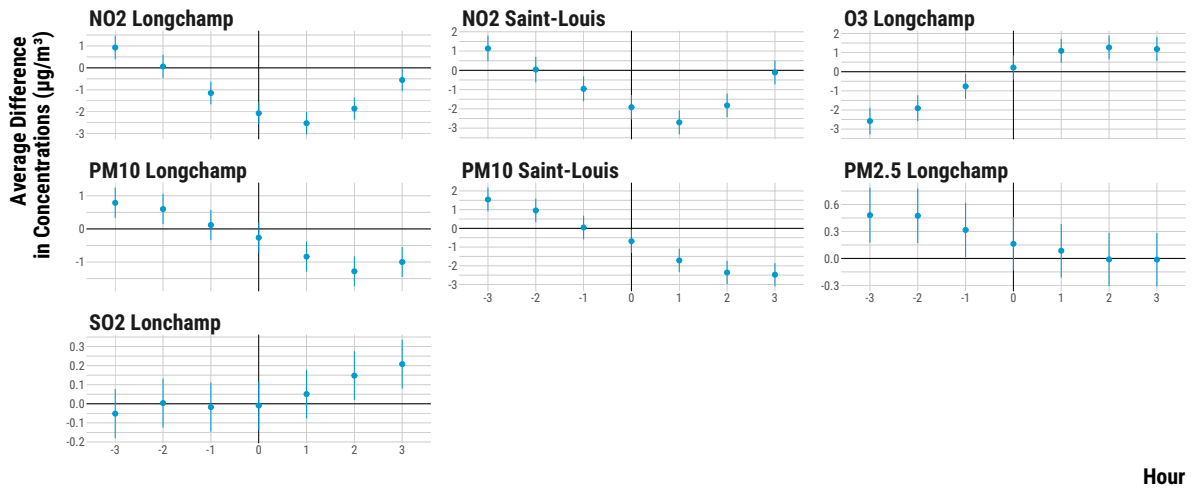 Average Difference
in Concentrations (µg/m³)
NO2 Longchamp
1
0
-1
-2
-3
NO2 Saint-Louis
2
1
0
-1
-2
-3
O3 Longchamp
2
1
0
-1
-2
-3
PM10 Longchamp
1
0
-1
PM10 Saint-Louis
2
1
0
-1
-2
-3
-3 -2 -1 0 1 2 3
PM2.5 Longchamp
0.6
0.3
0.0
-0.3
-3 -2 -1 0 1 2 3
SO2 Lonchamp
0.3
0.2
0.1
0.0
-0.1
-0.2
-3 -2 -1 0 1 2 3
Hour